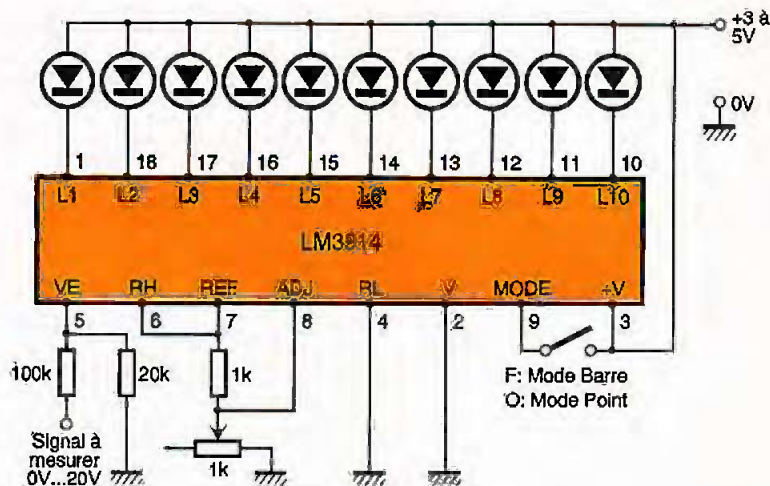 +3 à
5V
0V
1 18 17 16 15 14 13 12 11 10
L1 L2 L3 L4 L5 L6 L7 L8 L9 L10
LM3914
VE RH REF ADJ RL -V MODE +V
5 6 7 8 4 2 9 3
100k 20k 1k
F: Mode Barre
O: Mode Point
Signal à
mesurer
0V...20V
1k